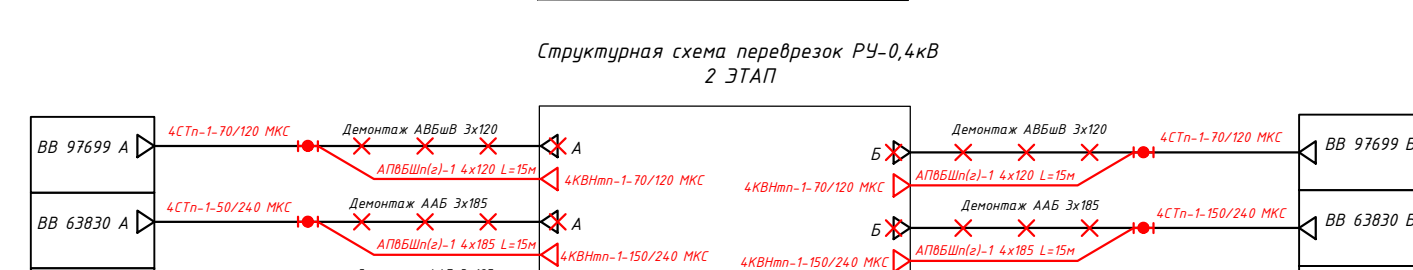 Структурная схема перерезок РУ-0,4кВ
2 ЭТАП
ВВ 97699 А
4СТп-1-70/120 МКС
Демонтаж АВБшВ 3х120
АПвБШп(г)-1 4х120 L=15м
А
4КВНтп-1-70/120 МКС
Б
4КВНтп-1-70/120 МКС
Демонтаж АВБшВ 3х120
АПвБШп(г)-1 4х120 L=15м
4СТп-1-70/120 МКС
ВВ 97699
ВВ 63830 А
4СТп-1-50/240 МКС
Демонтаж ААБ 3х185
АПвБШп(г)-1 4х185 L=15м
А
4КВНтп-1-150/240 МКС
Б
4КВНтп-1-150/240 МКС
Демонтаж ААБ 3х185
АПвБШп(г)-1 4х185 L=15м
4СТп-1-150/240 МКС
ВВ 63830